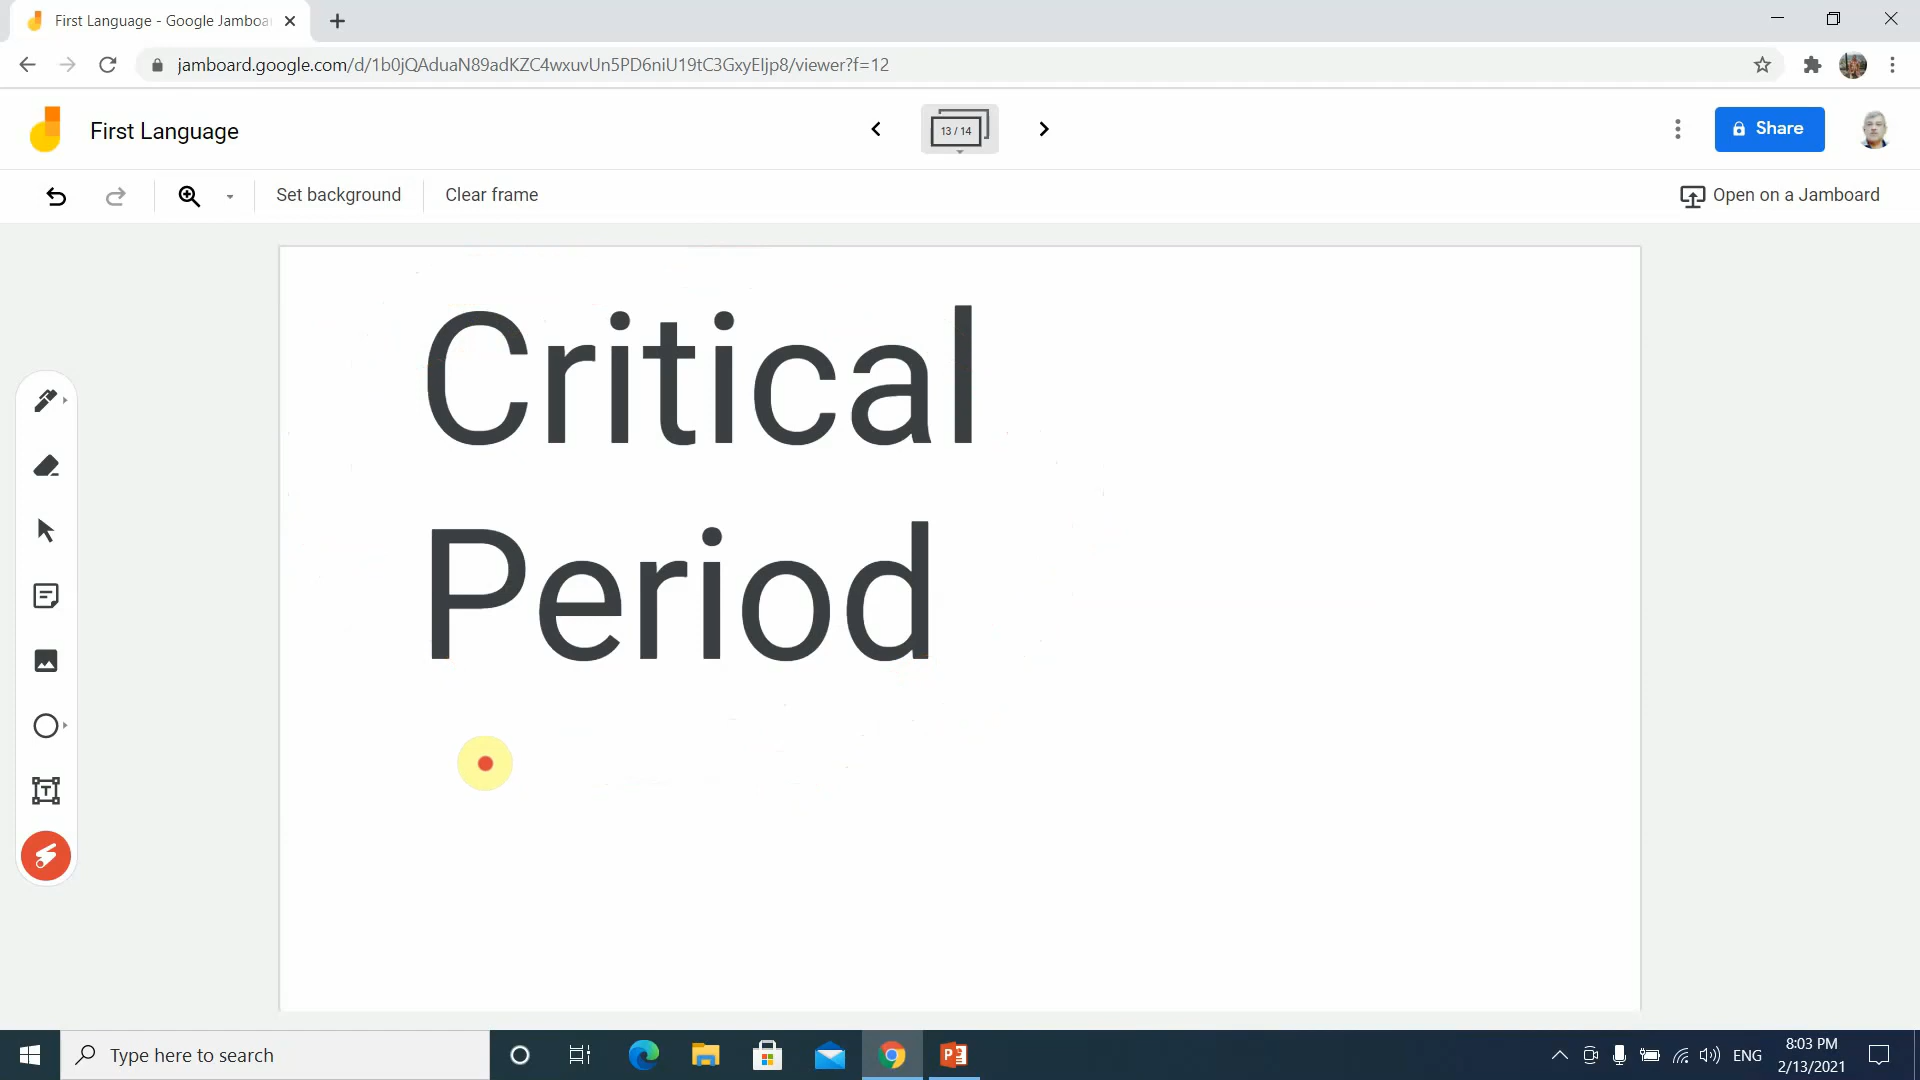 First Language - Google Jamboa
jamboard.google.com/d/1b0jQAduaN89adKZC4wxuvUn5PD6niU19tC3GxyEIjp8/viewer?f=12
First Language
13 / 14
Share
Set background
Clear frame
Open on a Jamboard
Critical
Period
Type here to search
ENG
8:03 PM
2/13/2021